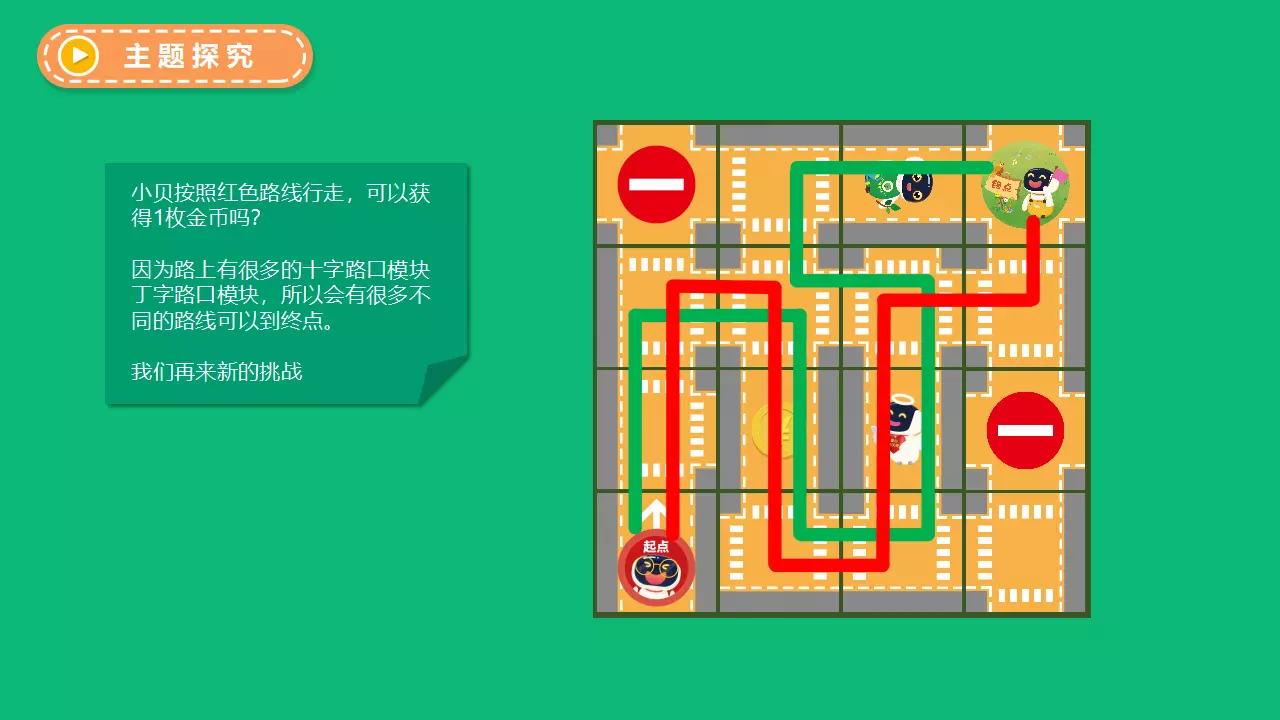 主题探究
小贝按照红色路线行走，可以获
得1枚金币吗？
因为路上有很多的十字路口模块
丁字路口模块，所以会有很多不
同的路线可以到终点。
我们再来新的挑战
终点
起点